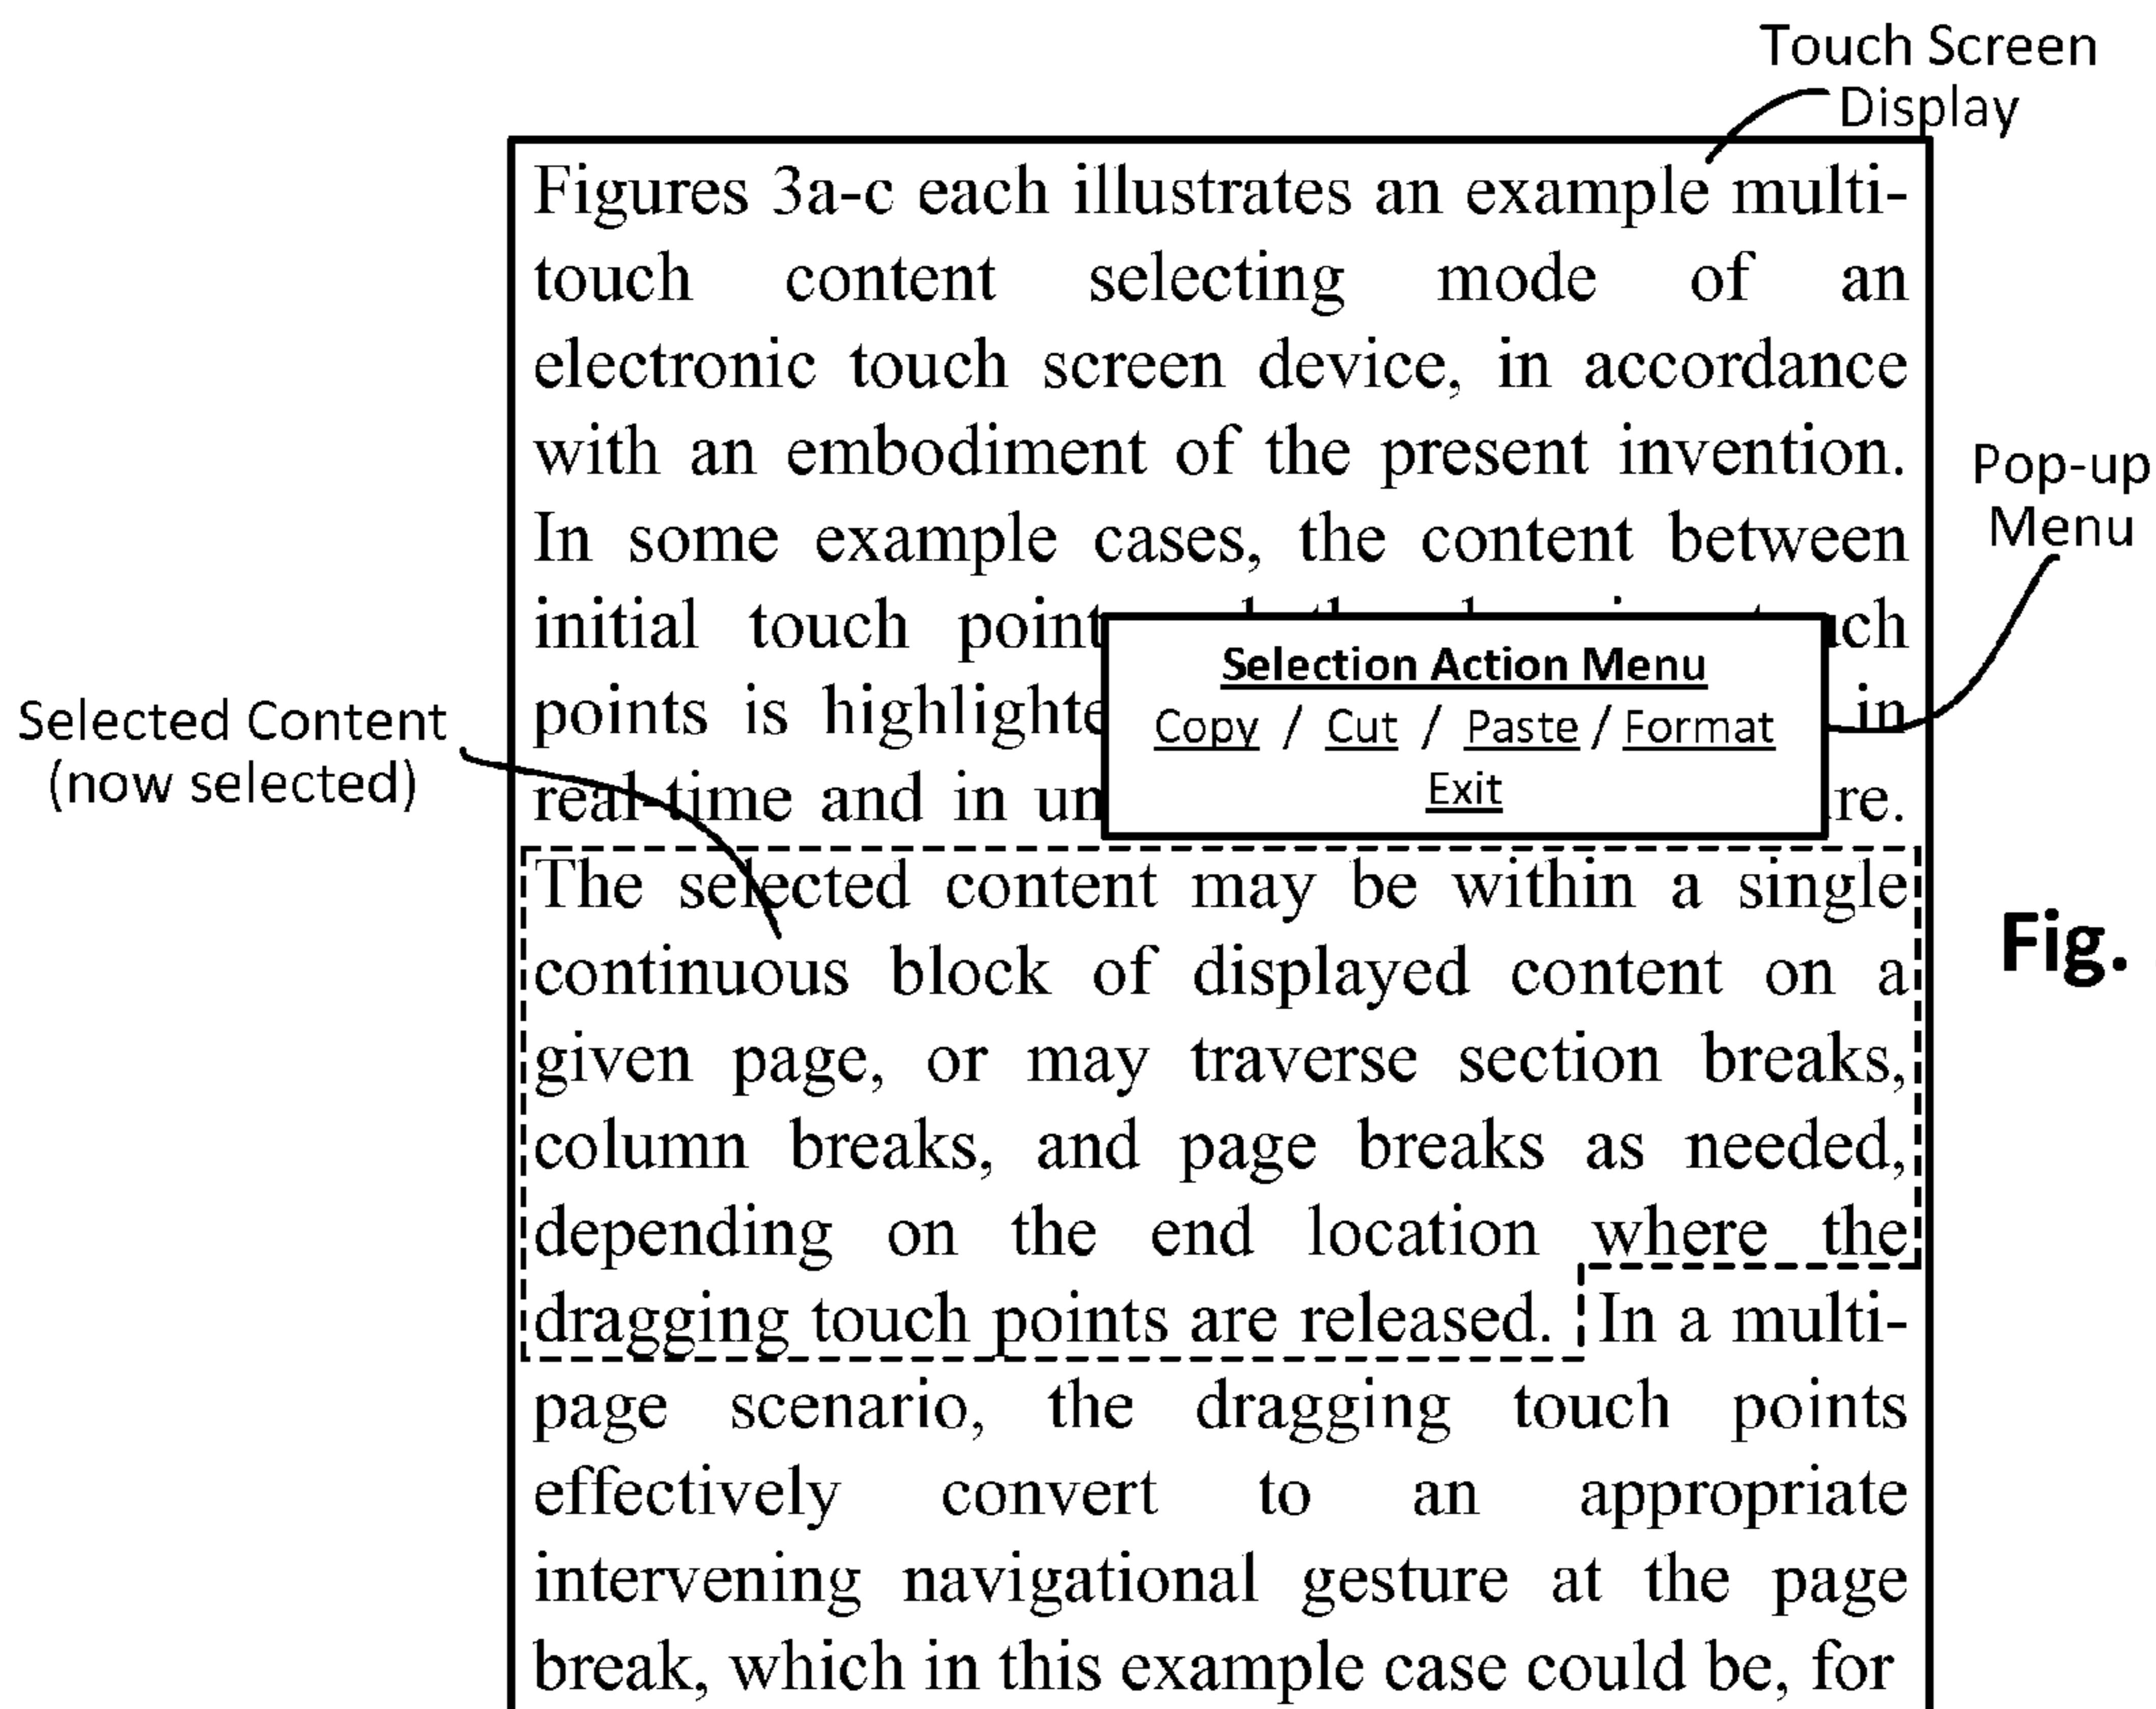 Touch Screen
Display
Figures 3a-c each illustrates an example multi-
touch content selecting mode of an
electronic touch screen device, in accordance
with an embodiment of the present invention.
In some example cases, the content between
initial touch point
points is highlighte in
real-time and in un re.
Pop-up
Menu
Selection Action Menu
Copy / Cut / Paste / Format
Exit
Selected Content
(now selected)
The selected content may be within a single
continuous block of displayed content on a
given page, or may traverse section breaks,
column breaks, and page breaks as needed,
depending on the end location where the
dragging touch points are released. In a multi-
page scenario, the dragging touch points
effectively convert to an appropriate
intervening navigational gesture at the page
break, which in this example case could be, for
Fig.